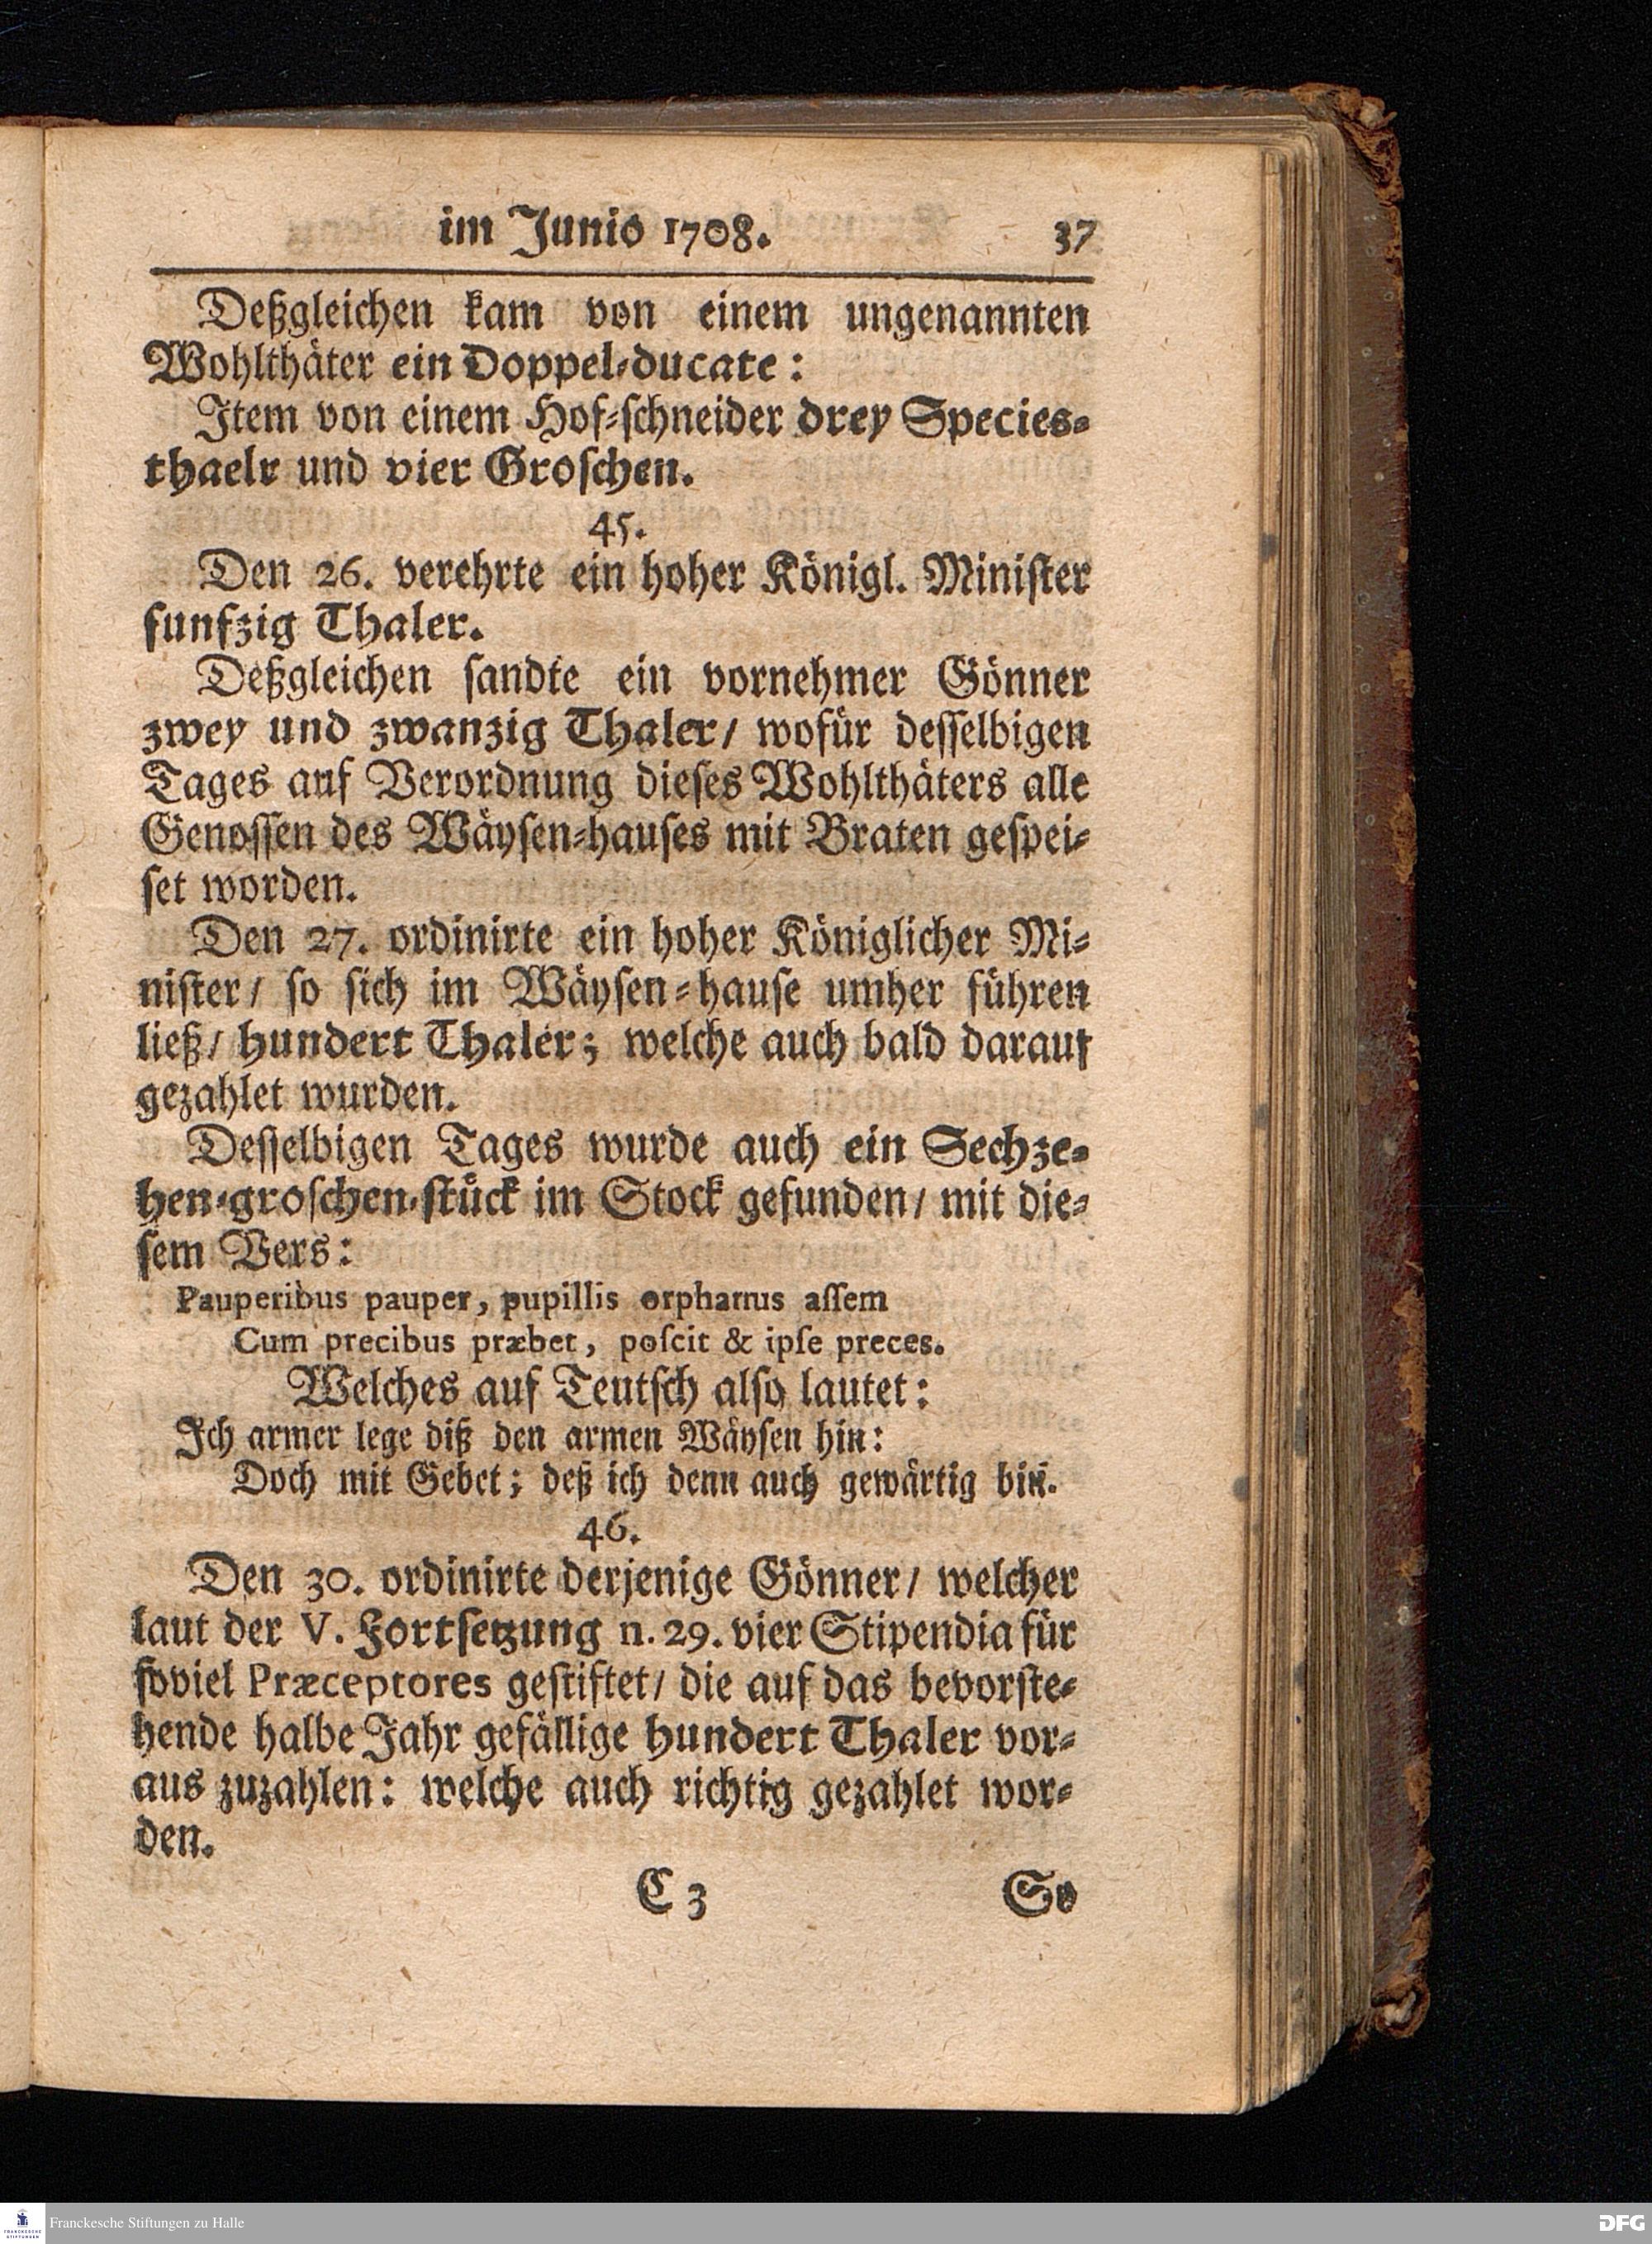 im Junio 1708. 37
Deßgleichen kam von einem ungenannten
Wohlthäter ein Doppel-ducate:
Item von einem Hof-schneider drey Species-
thaelr und vier Groschen.
45.
Den 26. verehrte ein hoher Königl. Minister
funfzig Thaler.
Deßgleichen sandte ein vornehmer Gönner
zwey und zwanzig Thaler/ wofür desselbigen
Tages auf Verordnung dieses Wohlthäters alle
Genossen des Wäysen-hauses mit Braten gespei-
set worden.
Den 27. ordinirte ein hoher Königlicher Mi-
nister/ so sich im Wäysen-hause umher führen
ließ/ hundert Thaler; welche auch bald darauf
gezahlet wurden.
Desselbigen Tages wurde auch ein Sechze-
hen-groschen-stück im Stock gefunden/ mit die-
sem Vers:
Pauperibus pauper, pupillis orphanus assem
Cum precibus præbet, poscit & ipse preces.
Welches auf Teutsch also lautet:
Ich armer lege diß den armen Wäysen hin:
Doch mit Gebet; deß ich denn auch gewärtig bin.
46.
Den 30. ordinirte derjenige Gönner/ welcher
laut der V. Fortsetzung n. 29. vier Stipendia für
soviel Præceptores gestiftet/ die auf das bevorste-
hende halbe Jahr gefällige hundert Thaler vor-
aus zuzahlen: welche auch richtig gezahlet wor-
den.
C 3 So
FRANCKESCHE STIFTUNGEN
Franckesche Stiftungen zu Halle
DFG